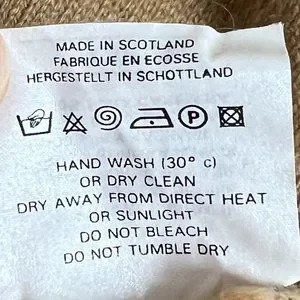 MADE IN SCOTLAND
FABRIQUE EN ECOSSE
HERGESTELLT IN SCHOTTLAND
P
HAND WASH (30° c)
OR DRY CLEAN
DRY AWAY FROM DIRECT HEAT
OR SUNLIGHT
DO NOT BLEACH
DO NOT TUMBLE DRY